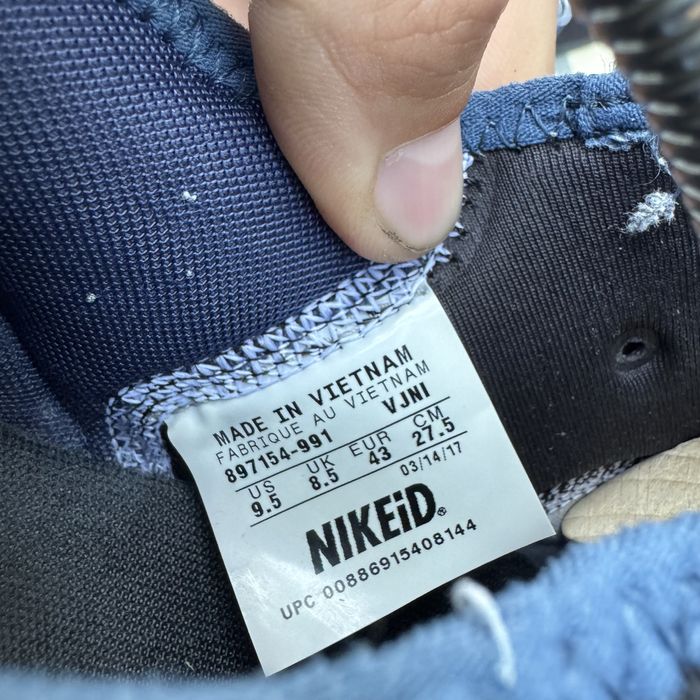 MADE IN VIETNAM
FABRIQUE AU VIETNAM
897154-991 VJNI
US UK EUR CM
9.5 8.5 43 27.5
03/14/17
NIKEiD®
UPC 00886915408144